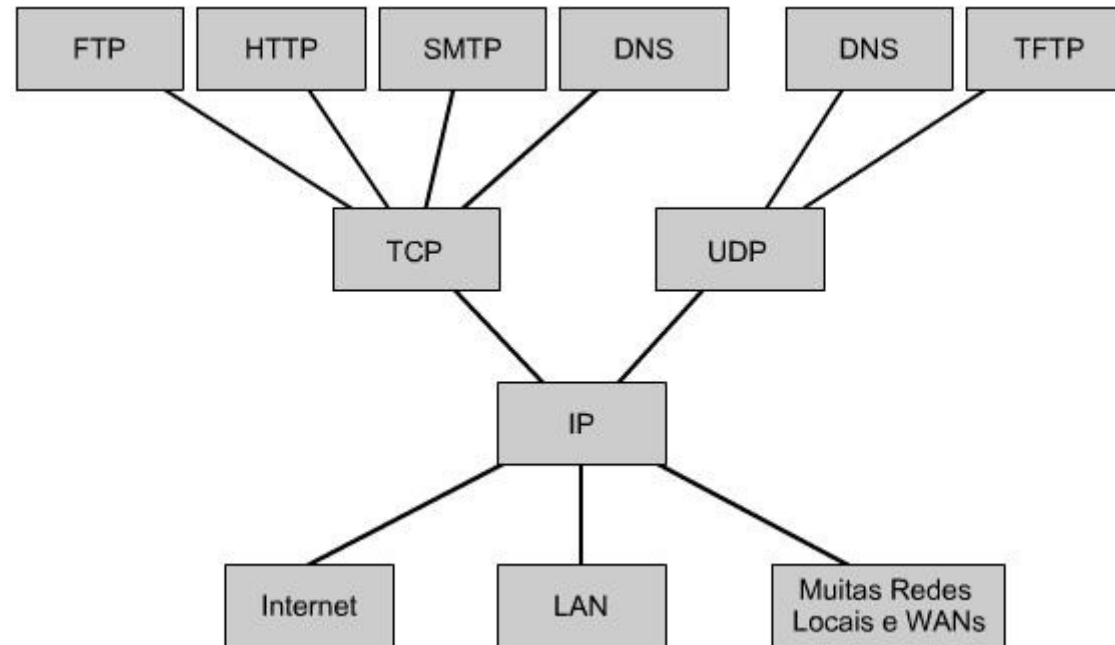 FTP
HTTP
SMTP
DNS
DNS
TFTP
TCP
UDP
IP
Internet
LAN
Muitas Redes
Locais e WANs